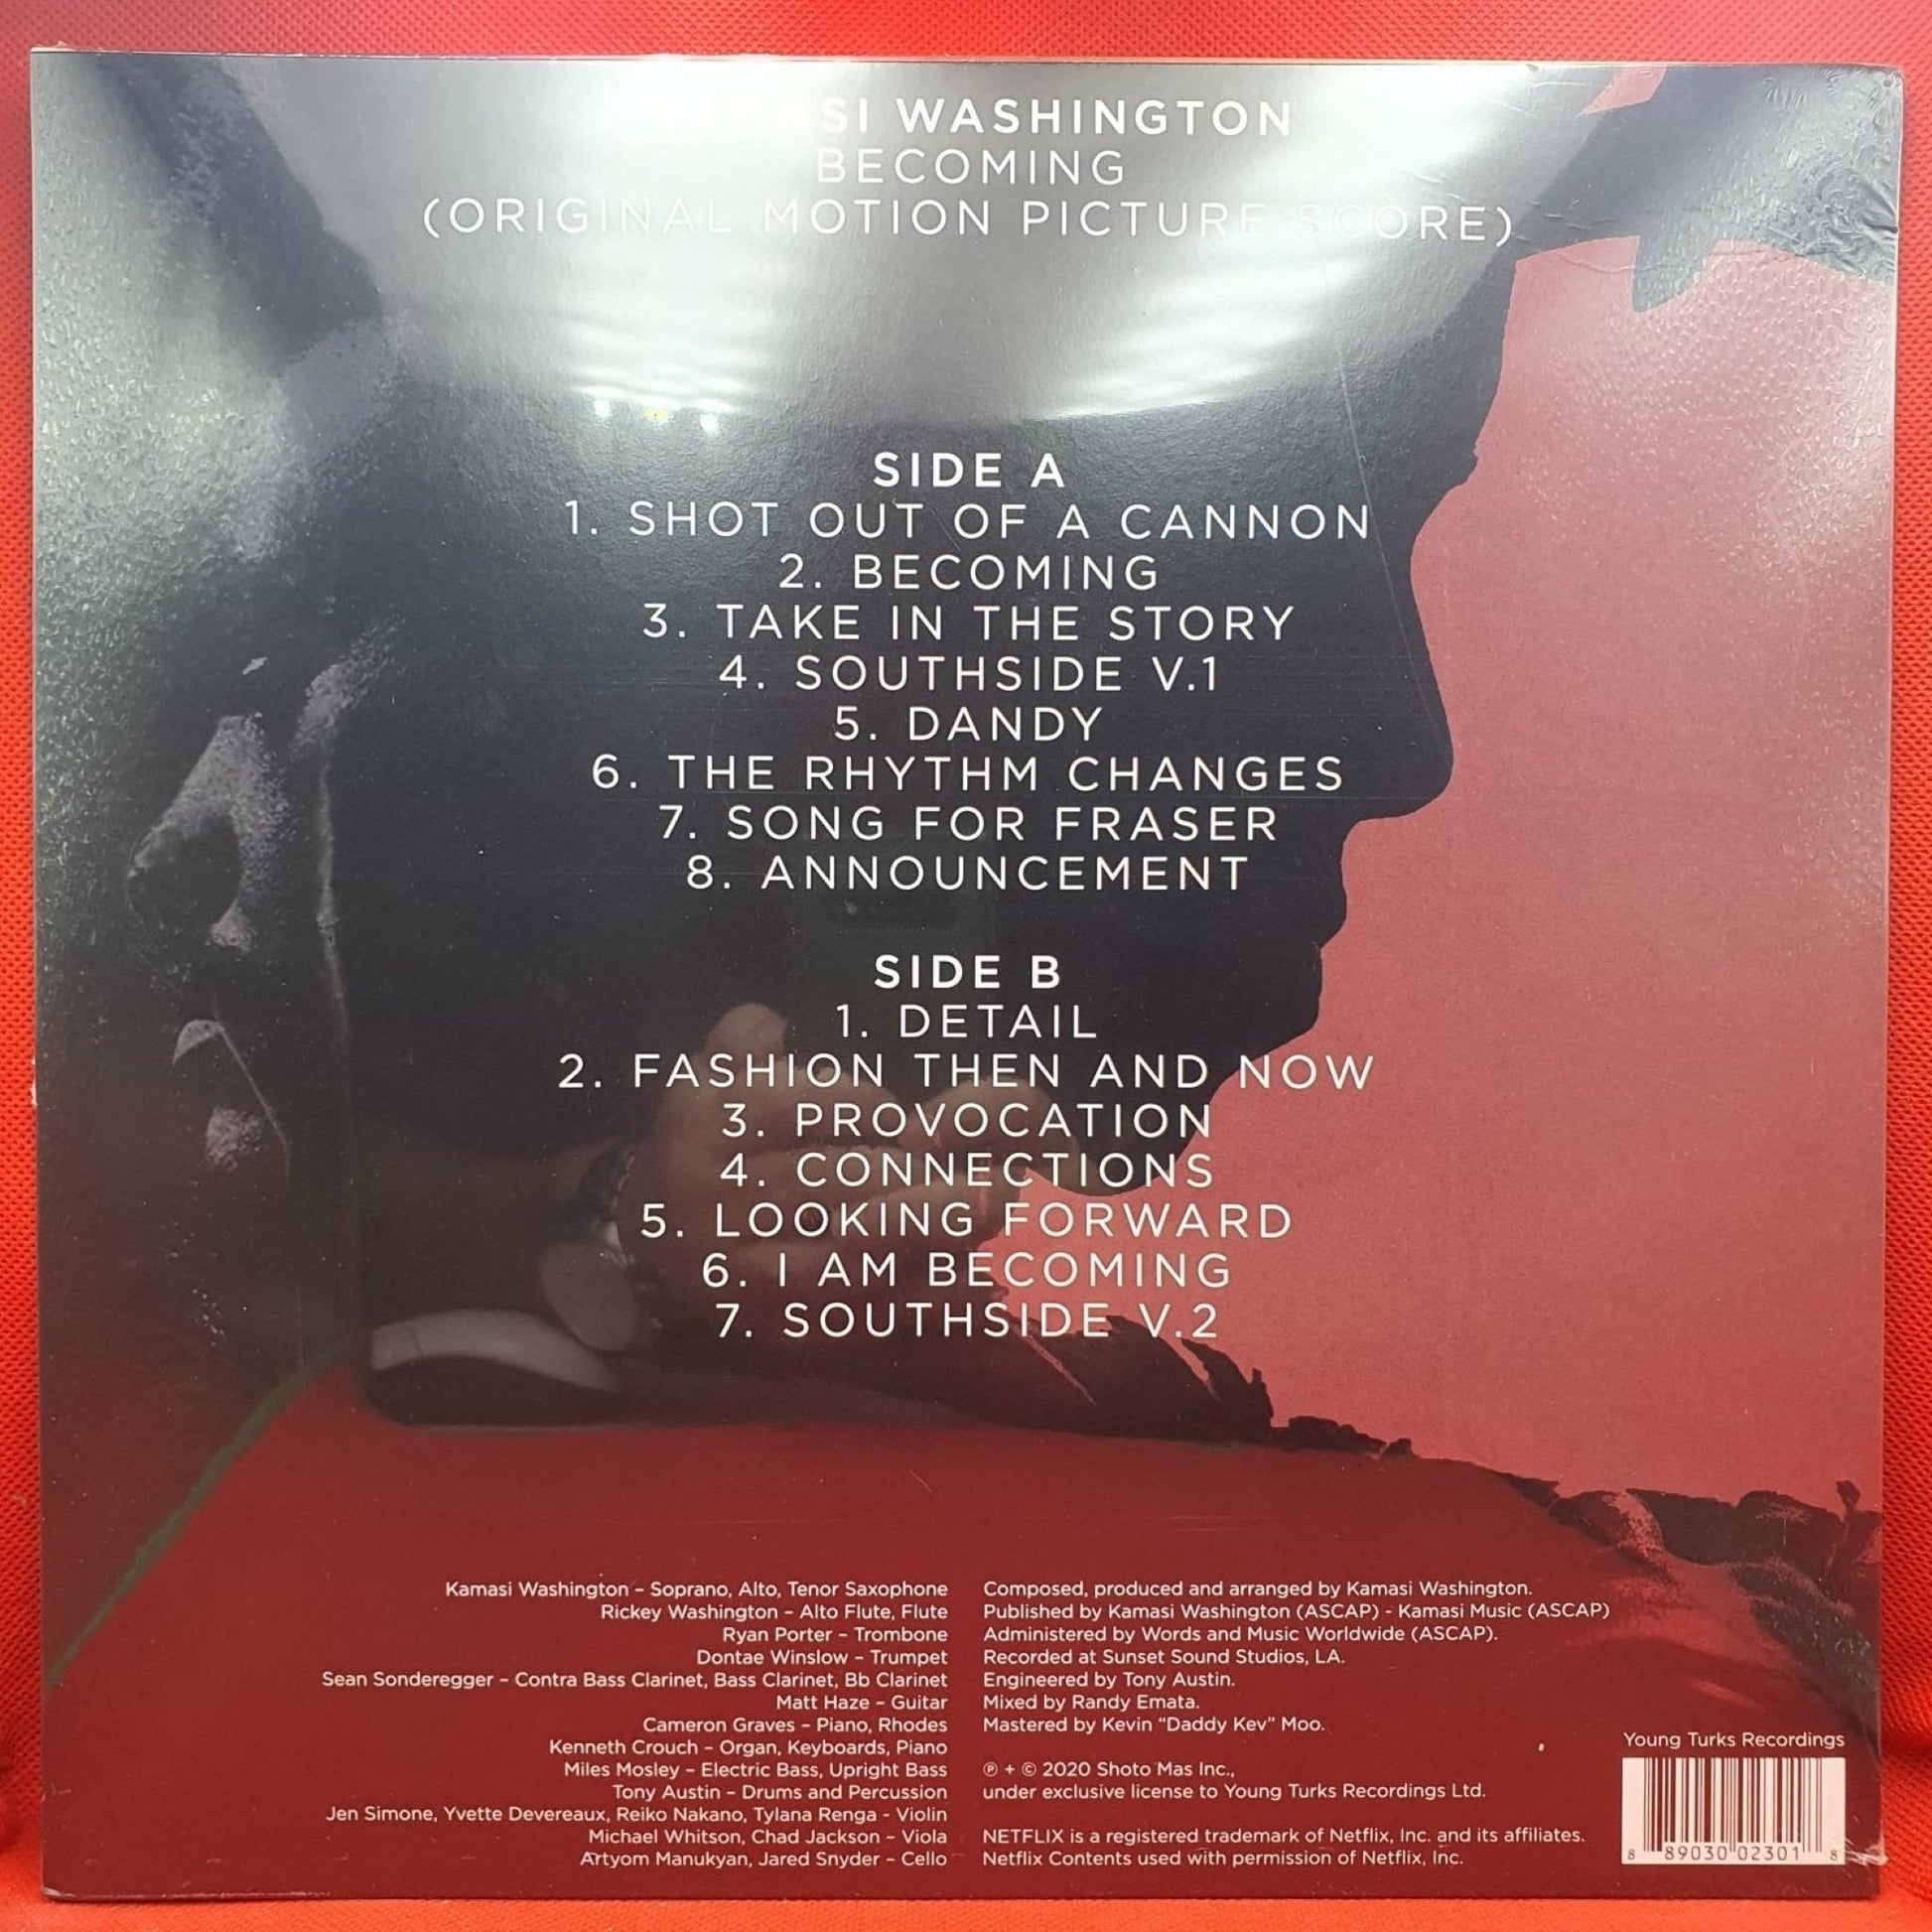 KAMASI WASHINGTON
BECOMING
(ORIGINAL MOTION PICTURE SCORE)
SIDE A
1. SHOT OUT OF A CANNON
2. BECOMING
3. TAKE IN THE STORY
4. SOUTHSIDE V.1
5. DANDY
6. THE RHYTHM CHANGES
7. SONG FOR FRASER
8. ANNOUNCEMENT
SIDE B
1. DETAIL
2. FASHION THEN AND NOW
3. PROVOCATION
4. CONNECTIONS
5. LOOKING FORWARD
6. I AM BECOMING
7. SOUTHSIDE V.2
Kamasi Washington – Soprano, Alto, Tenor Saxophone
Rickey Washington – Alto Flute, Flute
Ryan Porter – Trombone
Dontae Winslow – Trumpet
Sean Sonderegger – Contra Bass Clarinet, Bass Clarinet, Bb Clarinet
Matt Haze – Guitar
Cameron Graves – Piano, Rhodes
Kenneth Crouch – Organ, Keyboards, Piano
Miles Mosley – Electric Bass, Upright Bass
Tony Austin – Drums and Percussion
Jen Simone, Yvette Devereaux, Reiko Nakano, Tylana Renga - Violin
Michael Whitson, Chad Jackson – Viola
Artyom Manukyan, Jared Snyder – Cello
Composed, produced and arranged by Kamasi Washington.
Published by Kamasi Washington (ASCAP) - Kamasi Music (ASCAP)
Administered by Words and Music Worldwide (ASCAP).
Recorded at Sunset Sound Studios, LA.
Engineered by Tony Austin.
Mixed by Randy Emata.
Mastered by Kevin “Daddy Kev” Moo.
℗ + © 2020 Shoto Mas Inc.,
under exclusive license to Young Turks Recordings Ltd.
NETFLIX is a registered trademark of Netflix, Inc. and its affiliates.
Netflix Contents used with permission of Netflix, Inc.
Young Turks Recordings
8 89030 02301 8